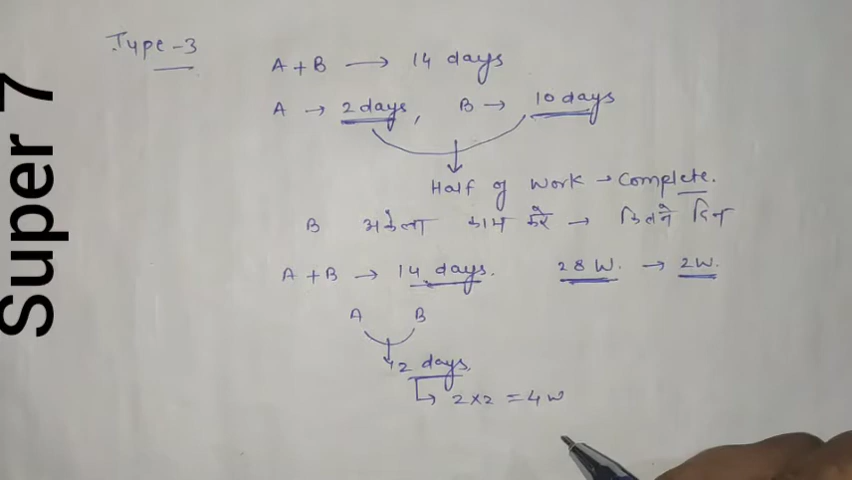 Super 7
Type-3
A+B → 14 days
A → 2 days, B → 10 days
Half of Work → Complete.
B अकेला काम करे → कितने दिन
A+B → 14 days. 28 W. → 2W.
A B
2 days.
2×2 = 4 W